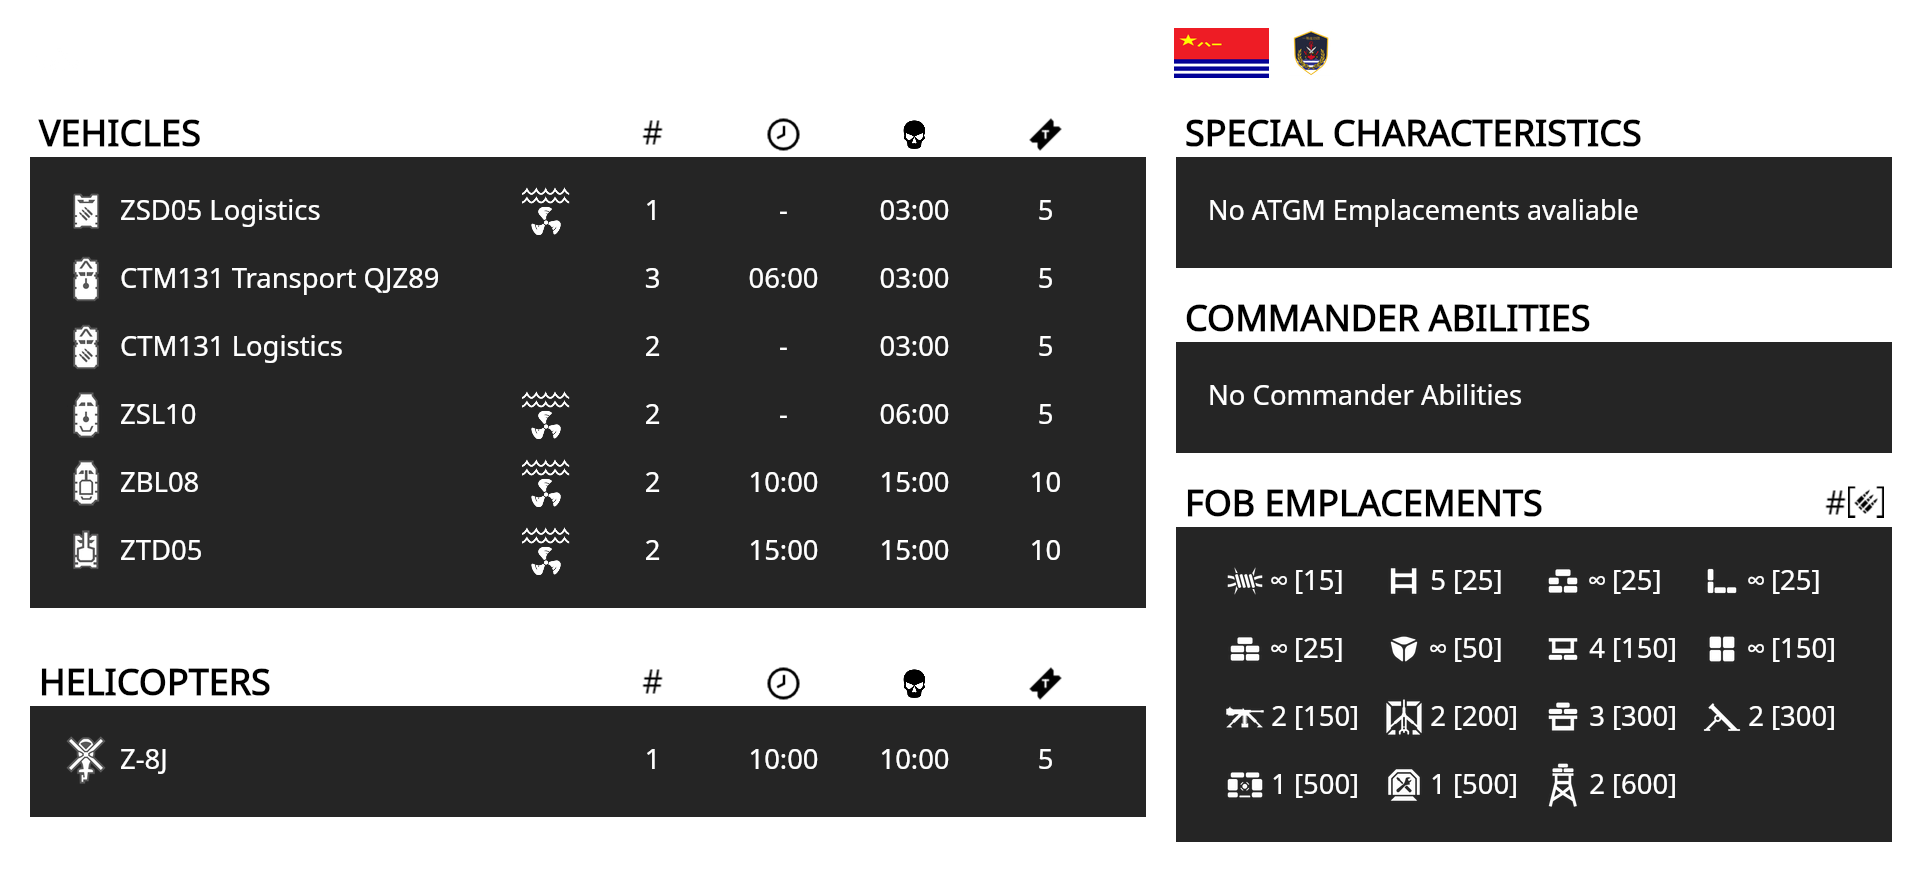 VEHICLES #
ZSD05 Logistics 1 - 03:00 5
CTM131 Transport QJZ89 3 06:00 03:00 5
CTM131 Logistics 2 - 03:00 5
ZSL10 2 - 06:00 5
ZBL08 2 10:00 15:00 10
ZTD05 2 15:00 15:00 10
HELICOPTERS #
Z-8J 1 10:00 10:00 5
SPECIAL CHARACTERISTICS
No ATGM Emplacements avaliable
COMMANDER ABILITIES
No Commander Abilities
FOB EMPLACEMENTS #[ ]
∞ [15] 5 [25] ∞ [25] ∞ [25]
∞ [25] ∞ [50] 4 [150] ∞ [150]
2 [150] 2 [200] 3 [300] 2 [300]
1 [500] 1 [500] 2 [600]